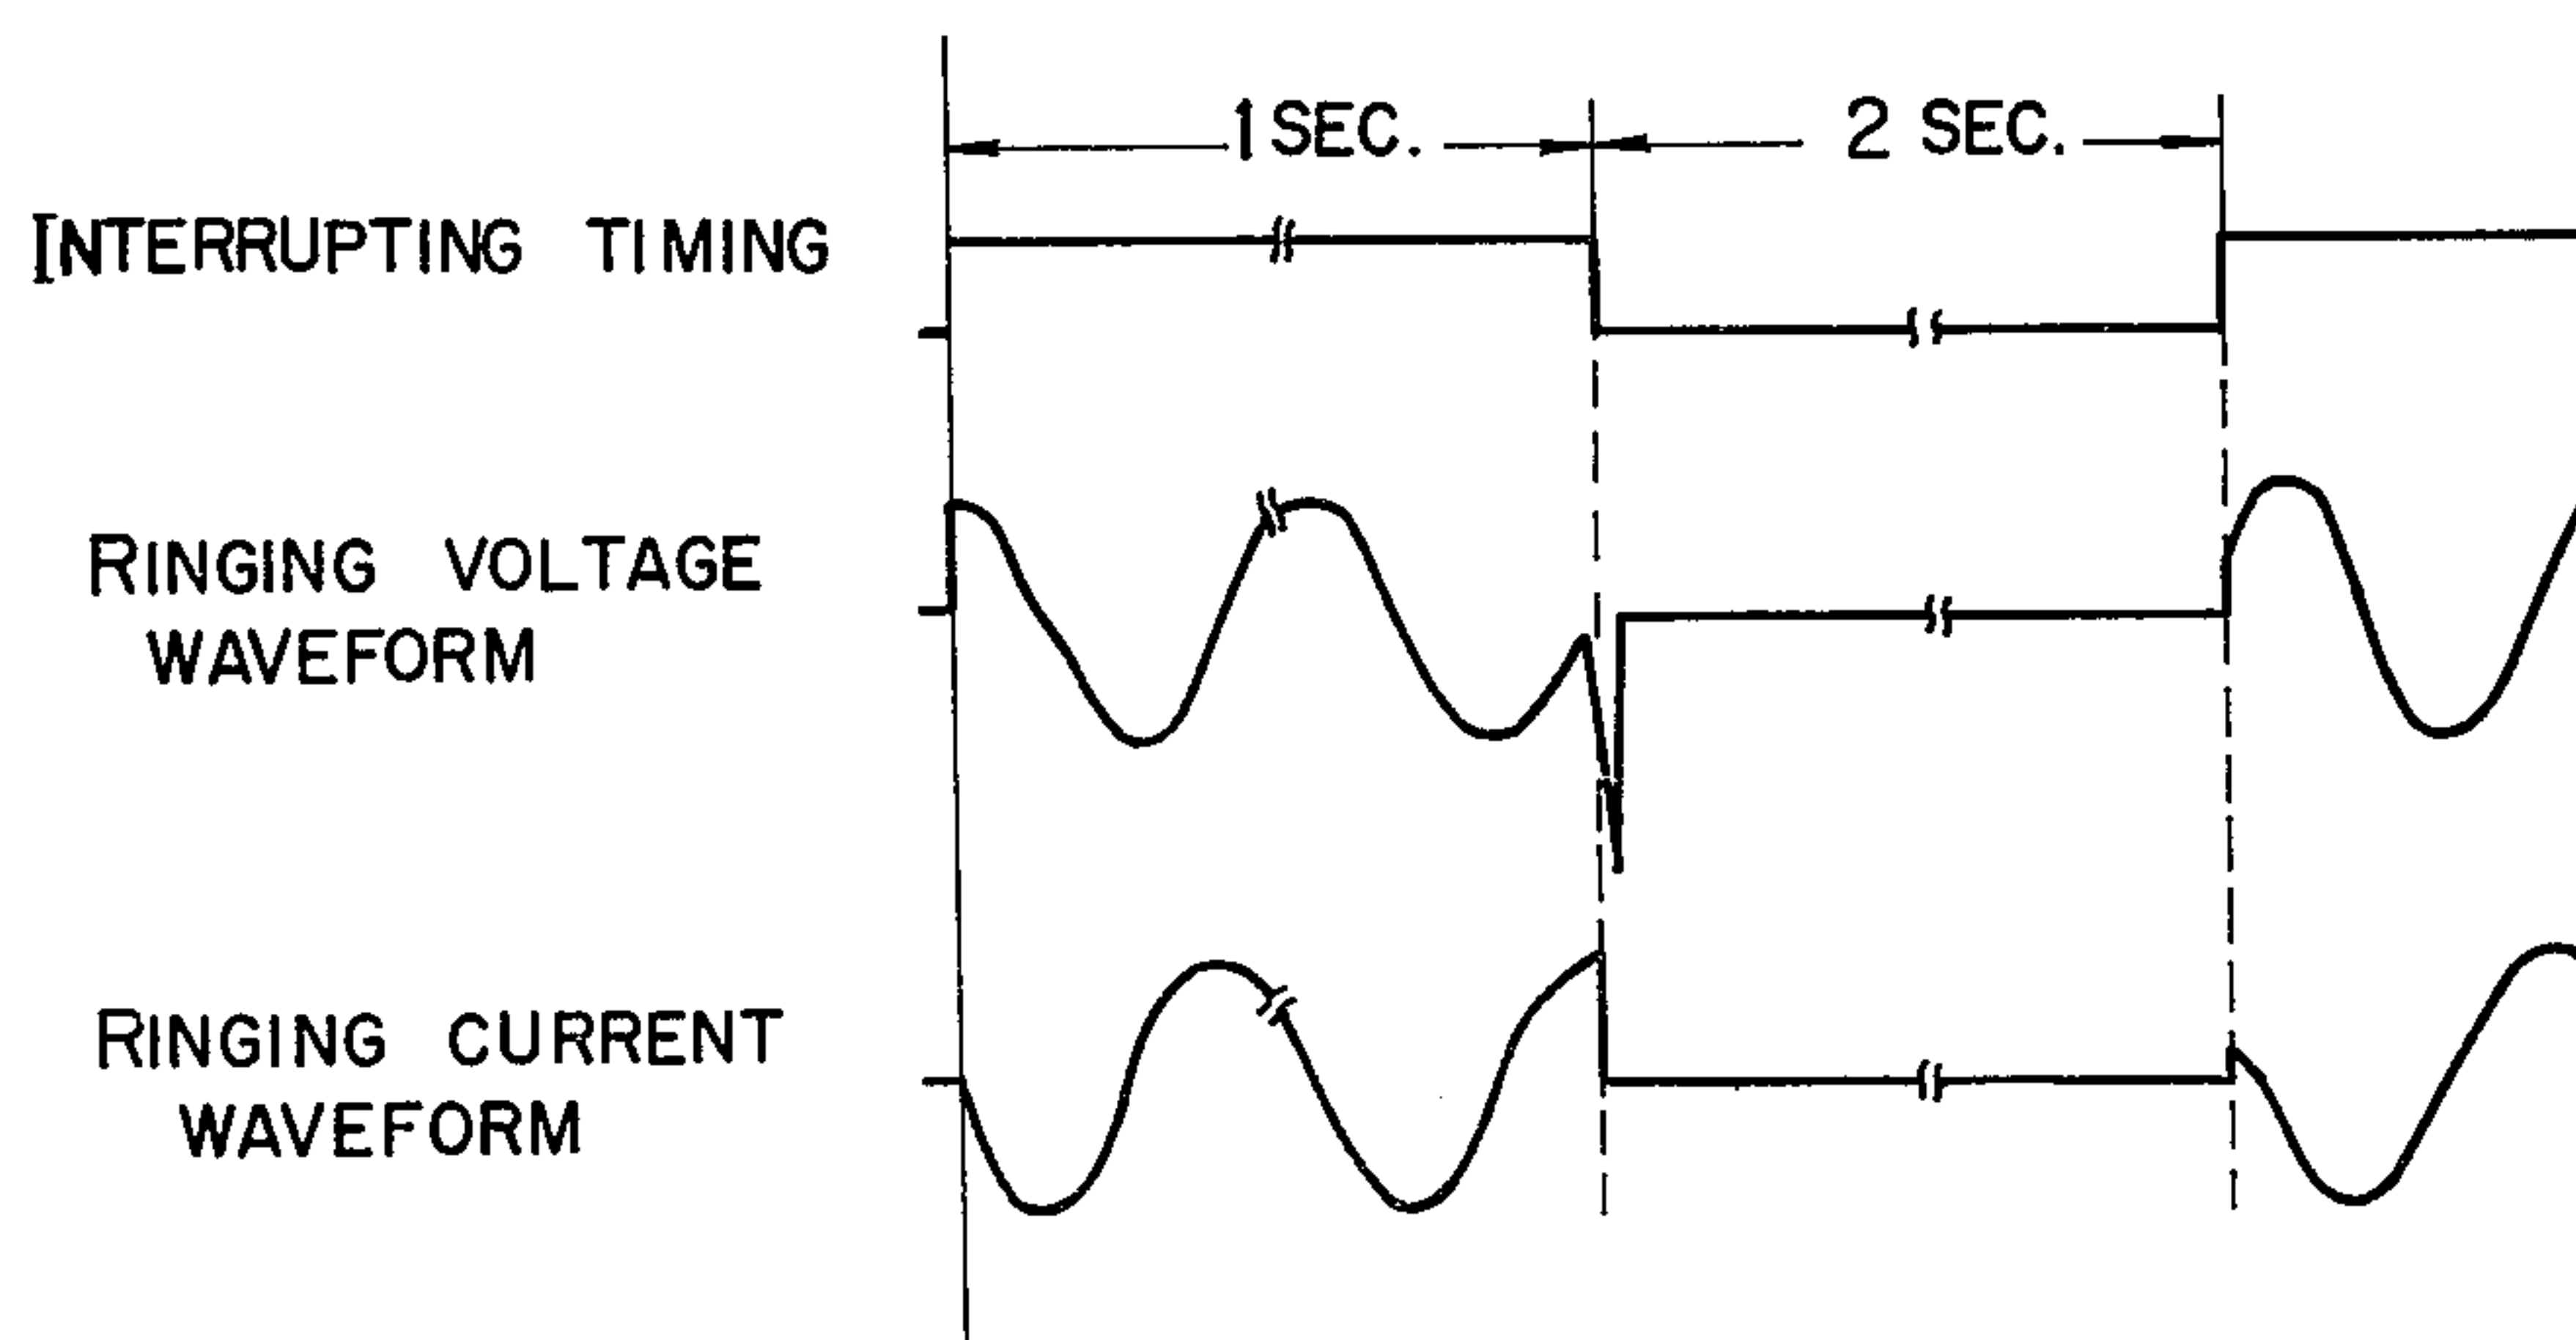 1 SEC. 2 SEC.
INTERRUPTING TIMING
RINGING VOLTAGE
WAVEFORM
RINGING CURRENT
WAVEFORM